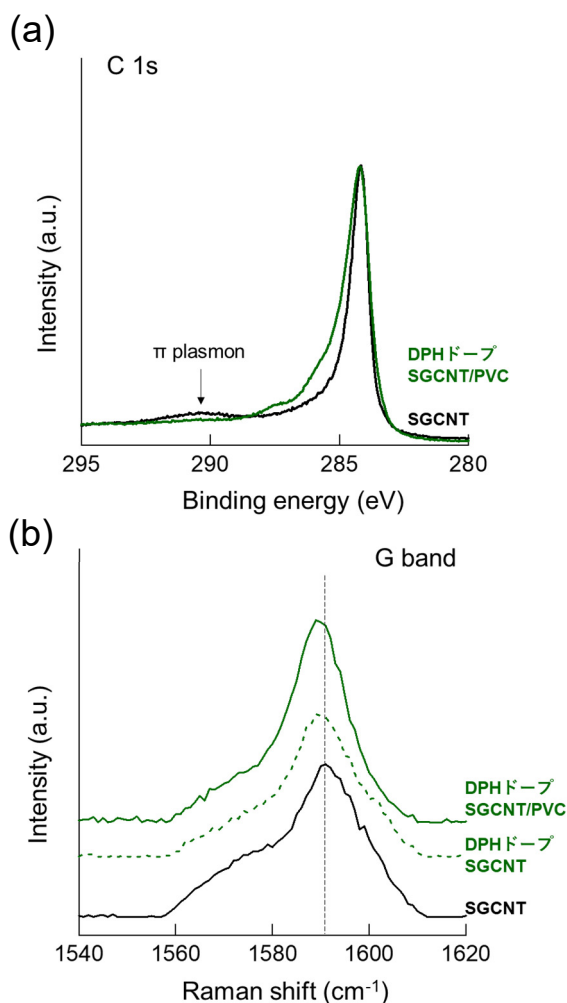 (a)
C 1s
Intensity (a.u.)
π plasmon
DPHドープ
SGCNT/PVC
SGCNT
295
290
284
280
Binding energy (eV)
(b)
G band
Intensity (a.u.)
DPHドープ
SGCNT/PVC
DPHドープ
SGCNT
SGCNT
1540
1560
1580
1600
1620
Raman shift (cm⁻¹)